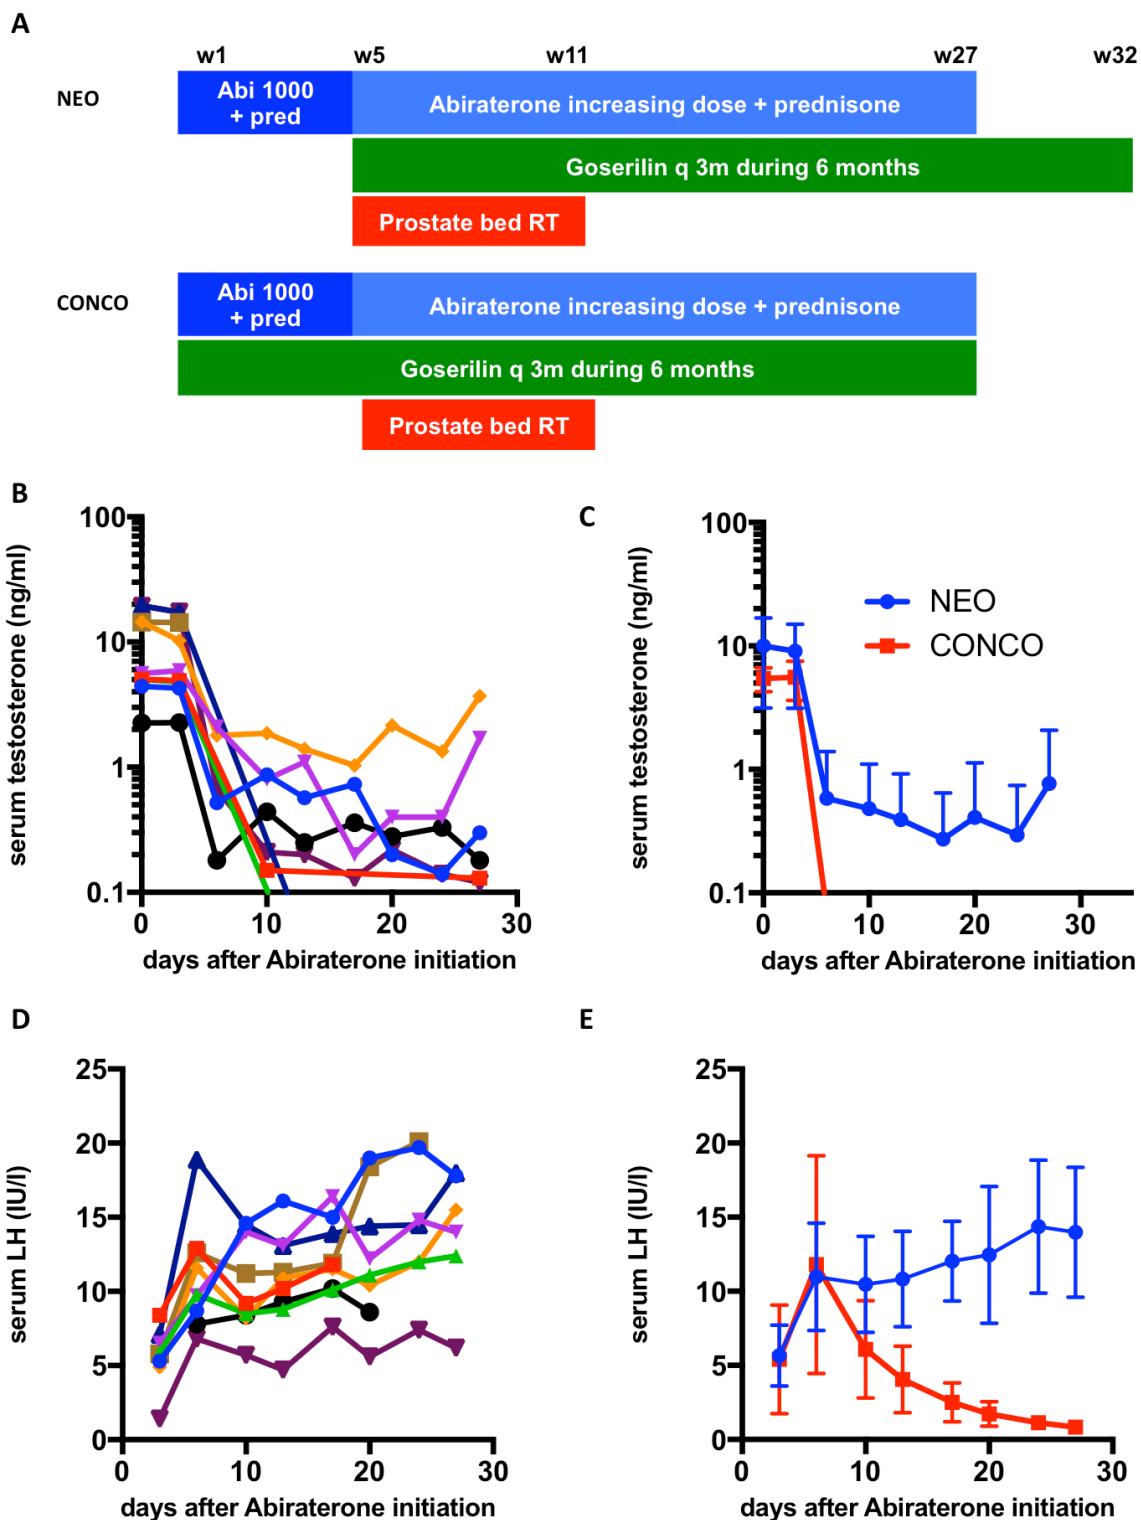 A
w1 w5 w11 w27 w32
NEO
Abi 1000
+ pred
Abiraterone increasing dose + prednisone
Goserilin q 3m during 6 months
Prostate bed RT
CONCO
Abi 1000
+ pred
Abiraterone increasing dose + prednisone
Goserilin q 3m during 6 months
Prostate bed RT
B
serum testosterone (ng/ml)
100
10
1
0.1
0 10 20 30
days after Abiraterone initiation
C
serum testosterone (ng/ml)
100
10
1
0.1
NEO
CONCO
0 10 20 30
days after Abiraterone initiation
D
serum LH (IU/l)
25
20
15
10
5
0
0 10 20 30
days after Abiraterone initiation
E
serum LH (IU/l)
25
20
15
10
5
0
0 10 20 30
days after Abiraterone initiation